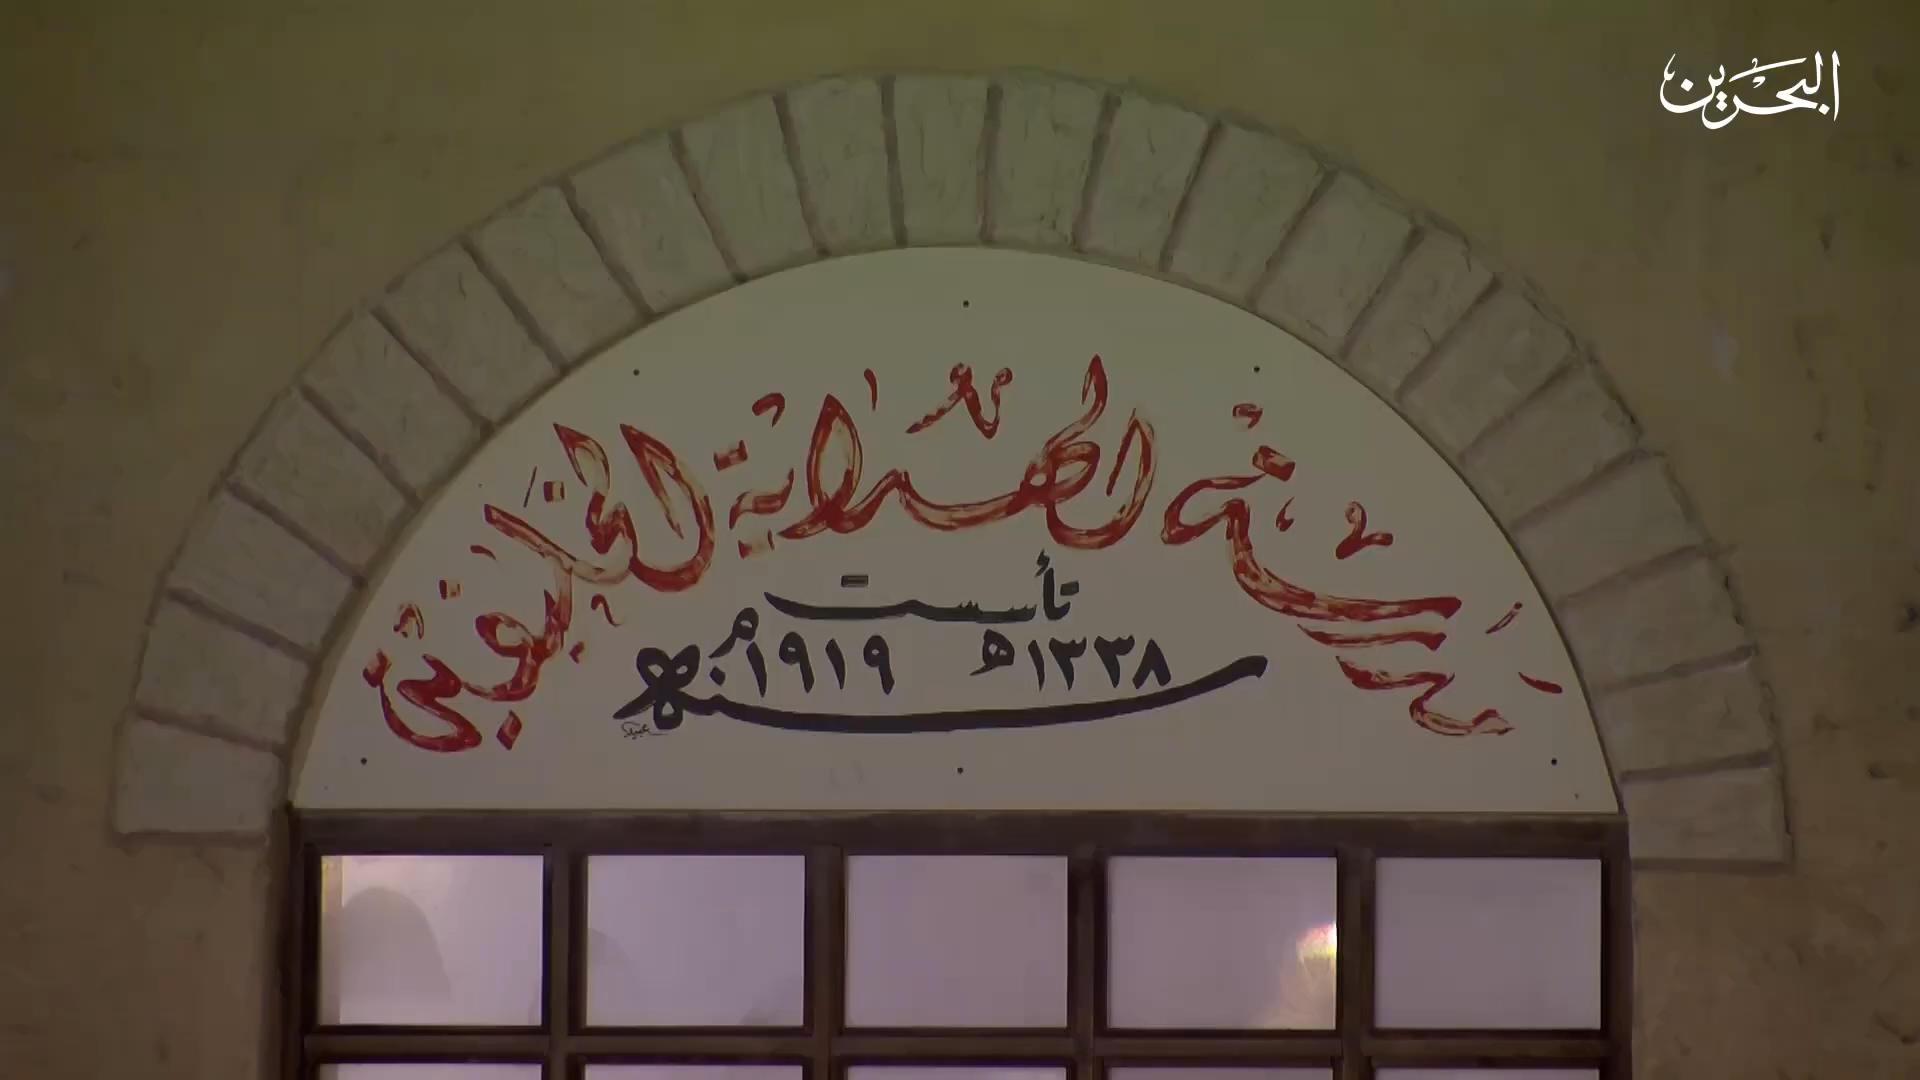 البحرين
مدرسة الهداية الخليفية
تأسست
سنة ١٣٣٨هـ ١٩١٩م